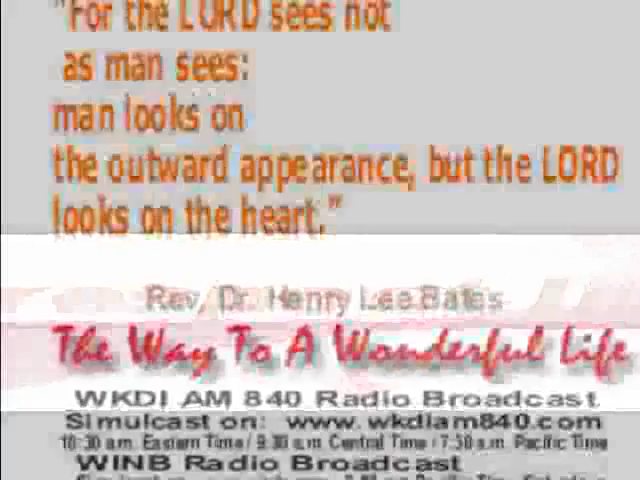 "For the LORD sees not
as man sees:
man looks on
the outward appearance, but the LORD
looks on the heart."
Rev. Dr. Henry Lee Bates
The Way To A Wonderful Life
WKDI AM 840 Radio Broadcast
Simulcast on: www.wkdiam840.com
10:30 a.m. Eastern Time / 9:30 a.m. Central Time / 7:30 a.m. Pacific Time
WINB Radio Broadcast